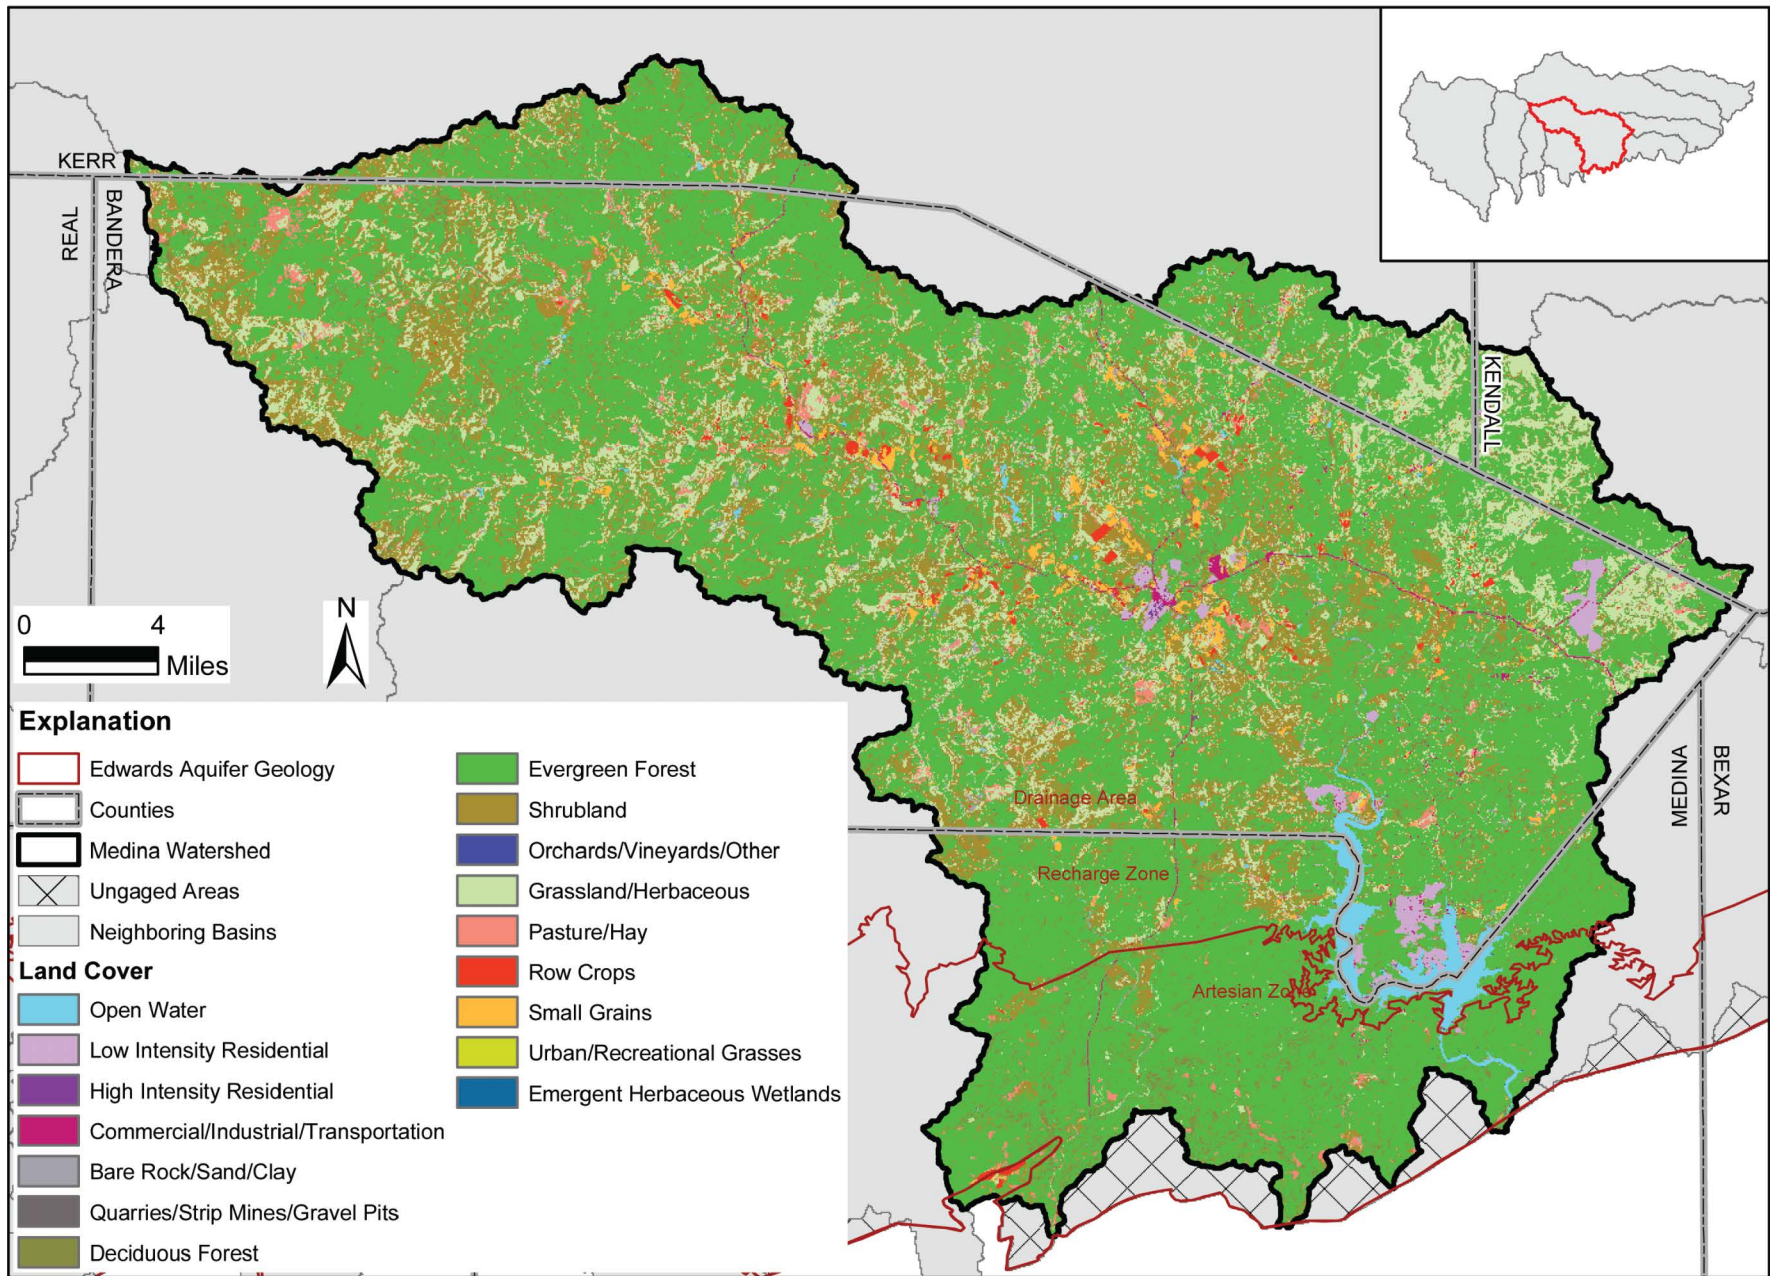 KERR
REAL
BANDERA
KENDALL
0 4
Miles
N
MEDINA
BEXAR
Drainage Area
Recharge Zone
Artesian Zone
Explanation
Edwards Aquifer Geology
Counties
Medina Watershed
Ungaged Areas
Neighboring Basins
Land Cover
Open Water
Low Intensity Residential
High Intensity Residential
Commercial/Industrial/Transportation
Bare Rock/Sand/Clay
Quarries/Strip Mines/Gravel Pits
Deciduous Forest
Evergreen Forest
Shrubland
Orchards/Vineyards/Other
Grassland/Herbaceous
Pasture/Hay
Row Crops
Small Grains
Urban/Recreational Grasses
Emergent Herbaceous Wetlands